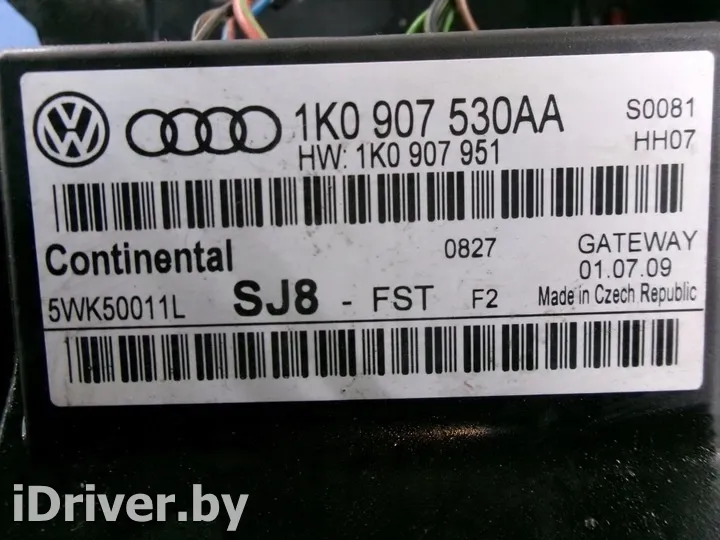 1K0 907 530AA S0081
HW: 1K0 907 951 HH07
Continental 0827 GATEWAY
01.07.09
5WK50011L SJ8 - FST F2 Made in Czech Republic
iDriver.by